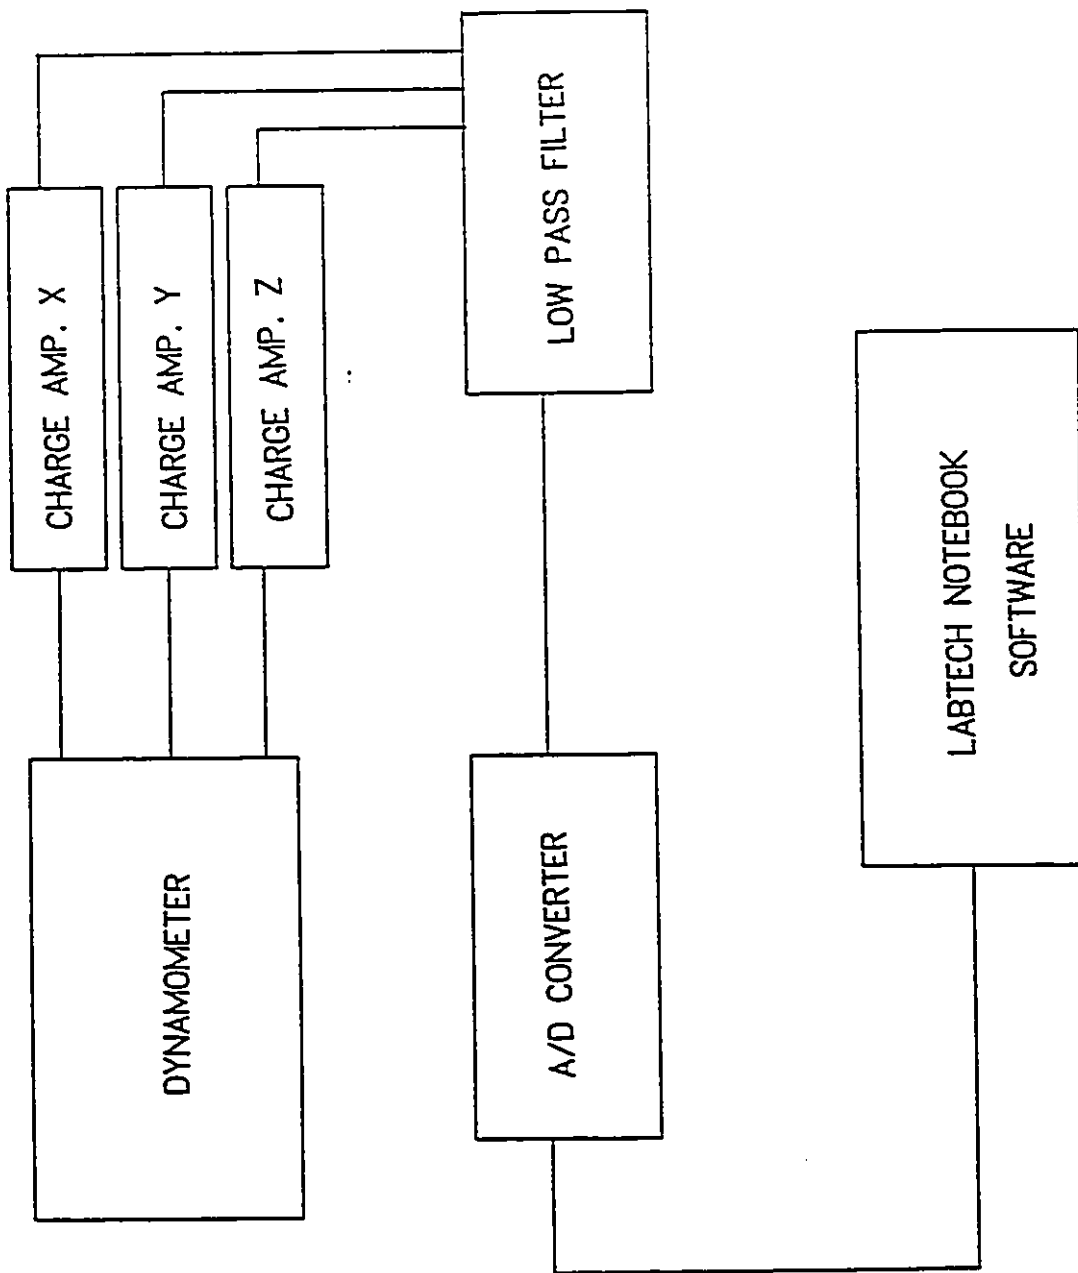 DYNAMOMETER
CHARGE AMP. X
CHARGE AMP. Y
CHARGE AMP. Z
LOW PASS FILTER
A/D CONVERTER
LABTECH NOTEBOOK
SOFTWARE